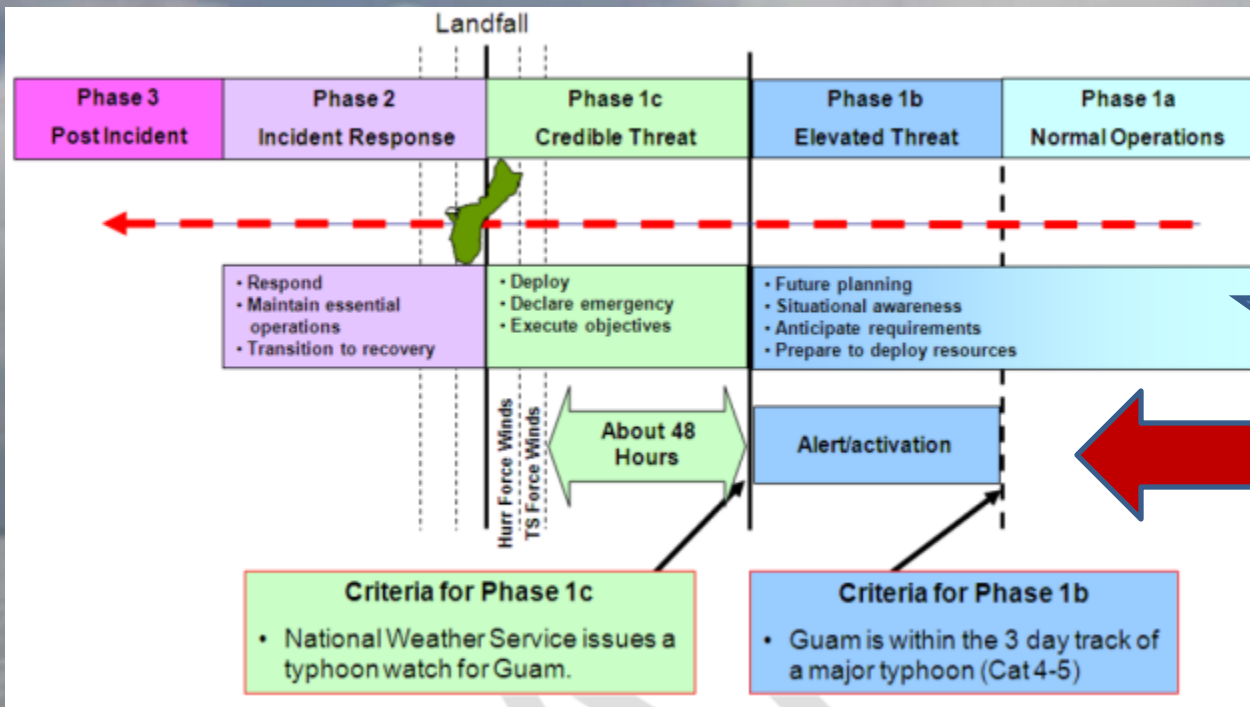 Landfall
Phase 3
Post Incident
Phase 2
Incident Response
Phase 1c
Credible Threat
Phase 1b
Elevated Threat
Phase 1a
Normal Operations
• Respond
• Maintain essential
operations
• Transition to recovery
• Deploy
• Declare emergency
• Execute objectives
• Future planning
• Situational awareness
• Anticipate requirements
• Prepare to deploy resources
Hurr Force Winds
TS Force Winds
About 48
Hours
Alert/activation
Criteria for Phase 1c
• National Weather Service issues a
typhoon watch for Guam.
Criteria for Phase 1b
• Guam is within the 3 day track of
a major typhoon (Cat 4-5)